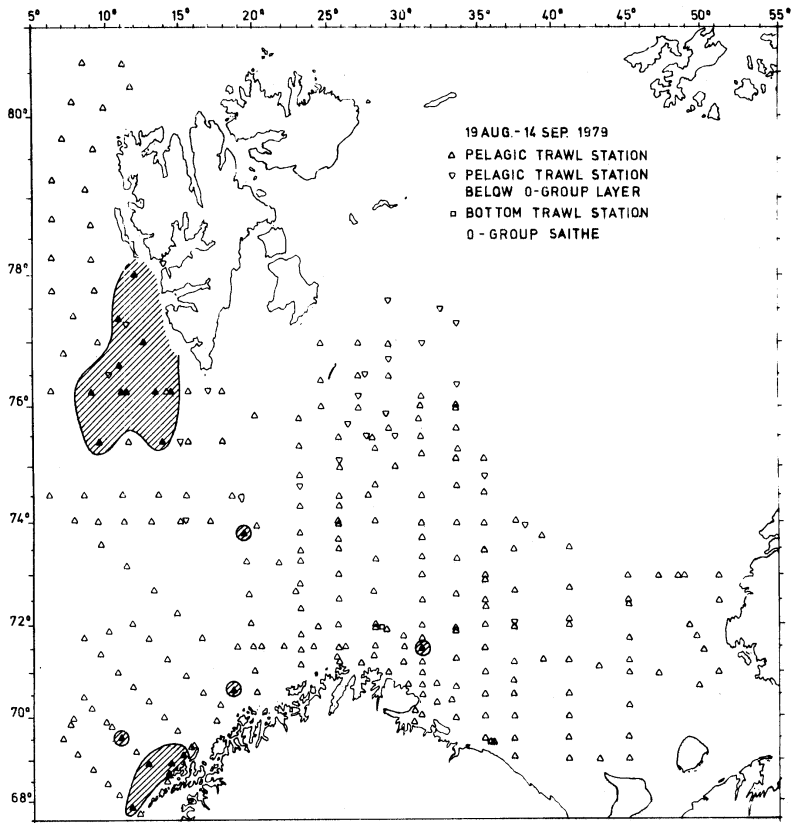 5° 10° 15° 20° 25° 30° 35° 40° 45° 50° 55°
80°
19 AUG.-14 SEP. 1979
PELAGIC TRAWL STATION
PELAGIC TRAWL STATION
BELOW 0-GROUP LAYER
BOTTOM TRAWL STATION
0-GROUP SAITHE
78°
76°
74°
72°
70°
68°